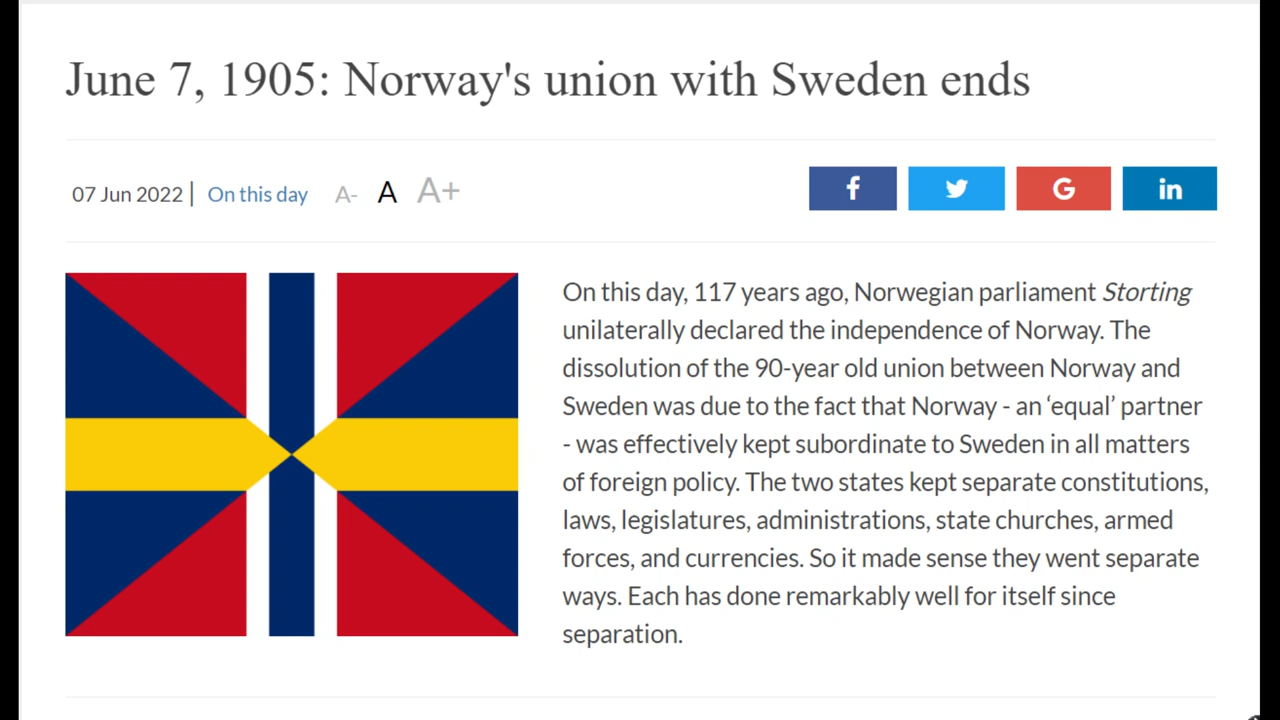 June 7, 1905: Norway's union with Sweden ends
07 Jun 2022 | On this day A- A A+
f G in
On this day, 117 years ago, Norwegian parliament Storting
unilaterally declared the independence of Norway. The
dissolution of the 90-year old union between Norway and
Sweden was due to the fact that Norway - an ‘equal’ partner
- was effectively kept subordinate to Sweden in all matters
of foreign policy. The two states kept separate constitutions,
laws, legislatures, administrations, state churches, armed
forces, and currencies. So it made sense they went separate
ways. Each has done remarkably well for itself since
separation.